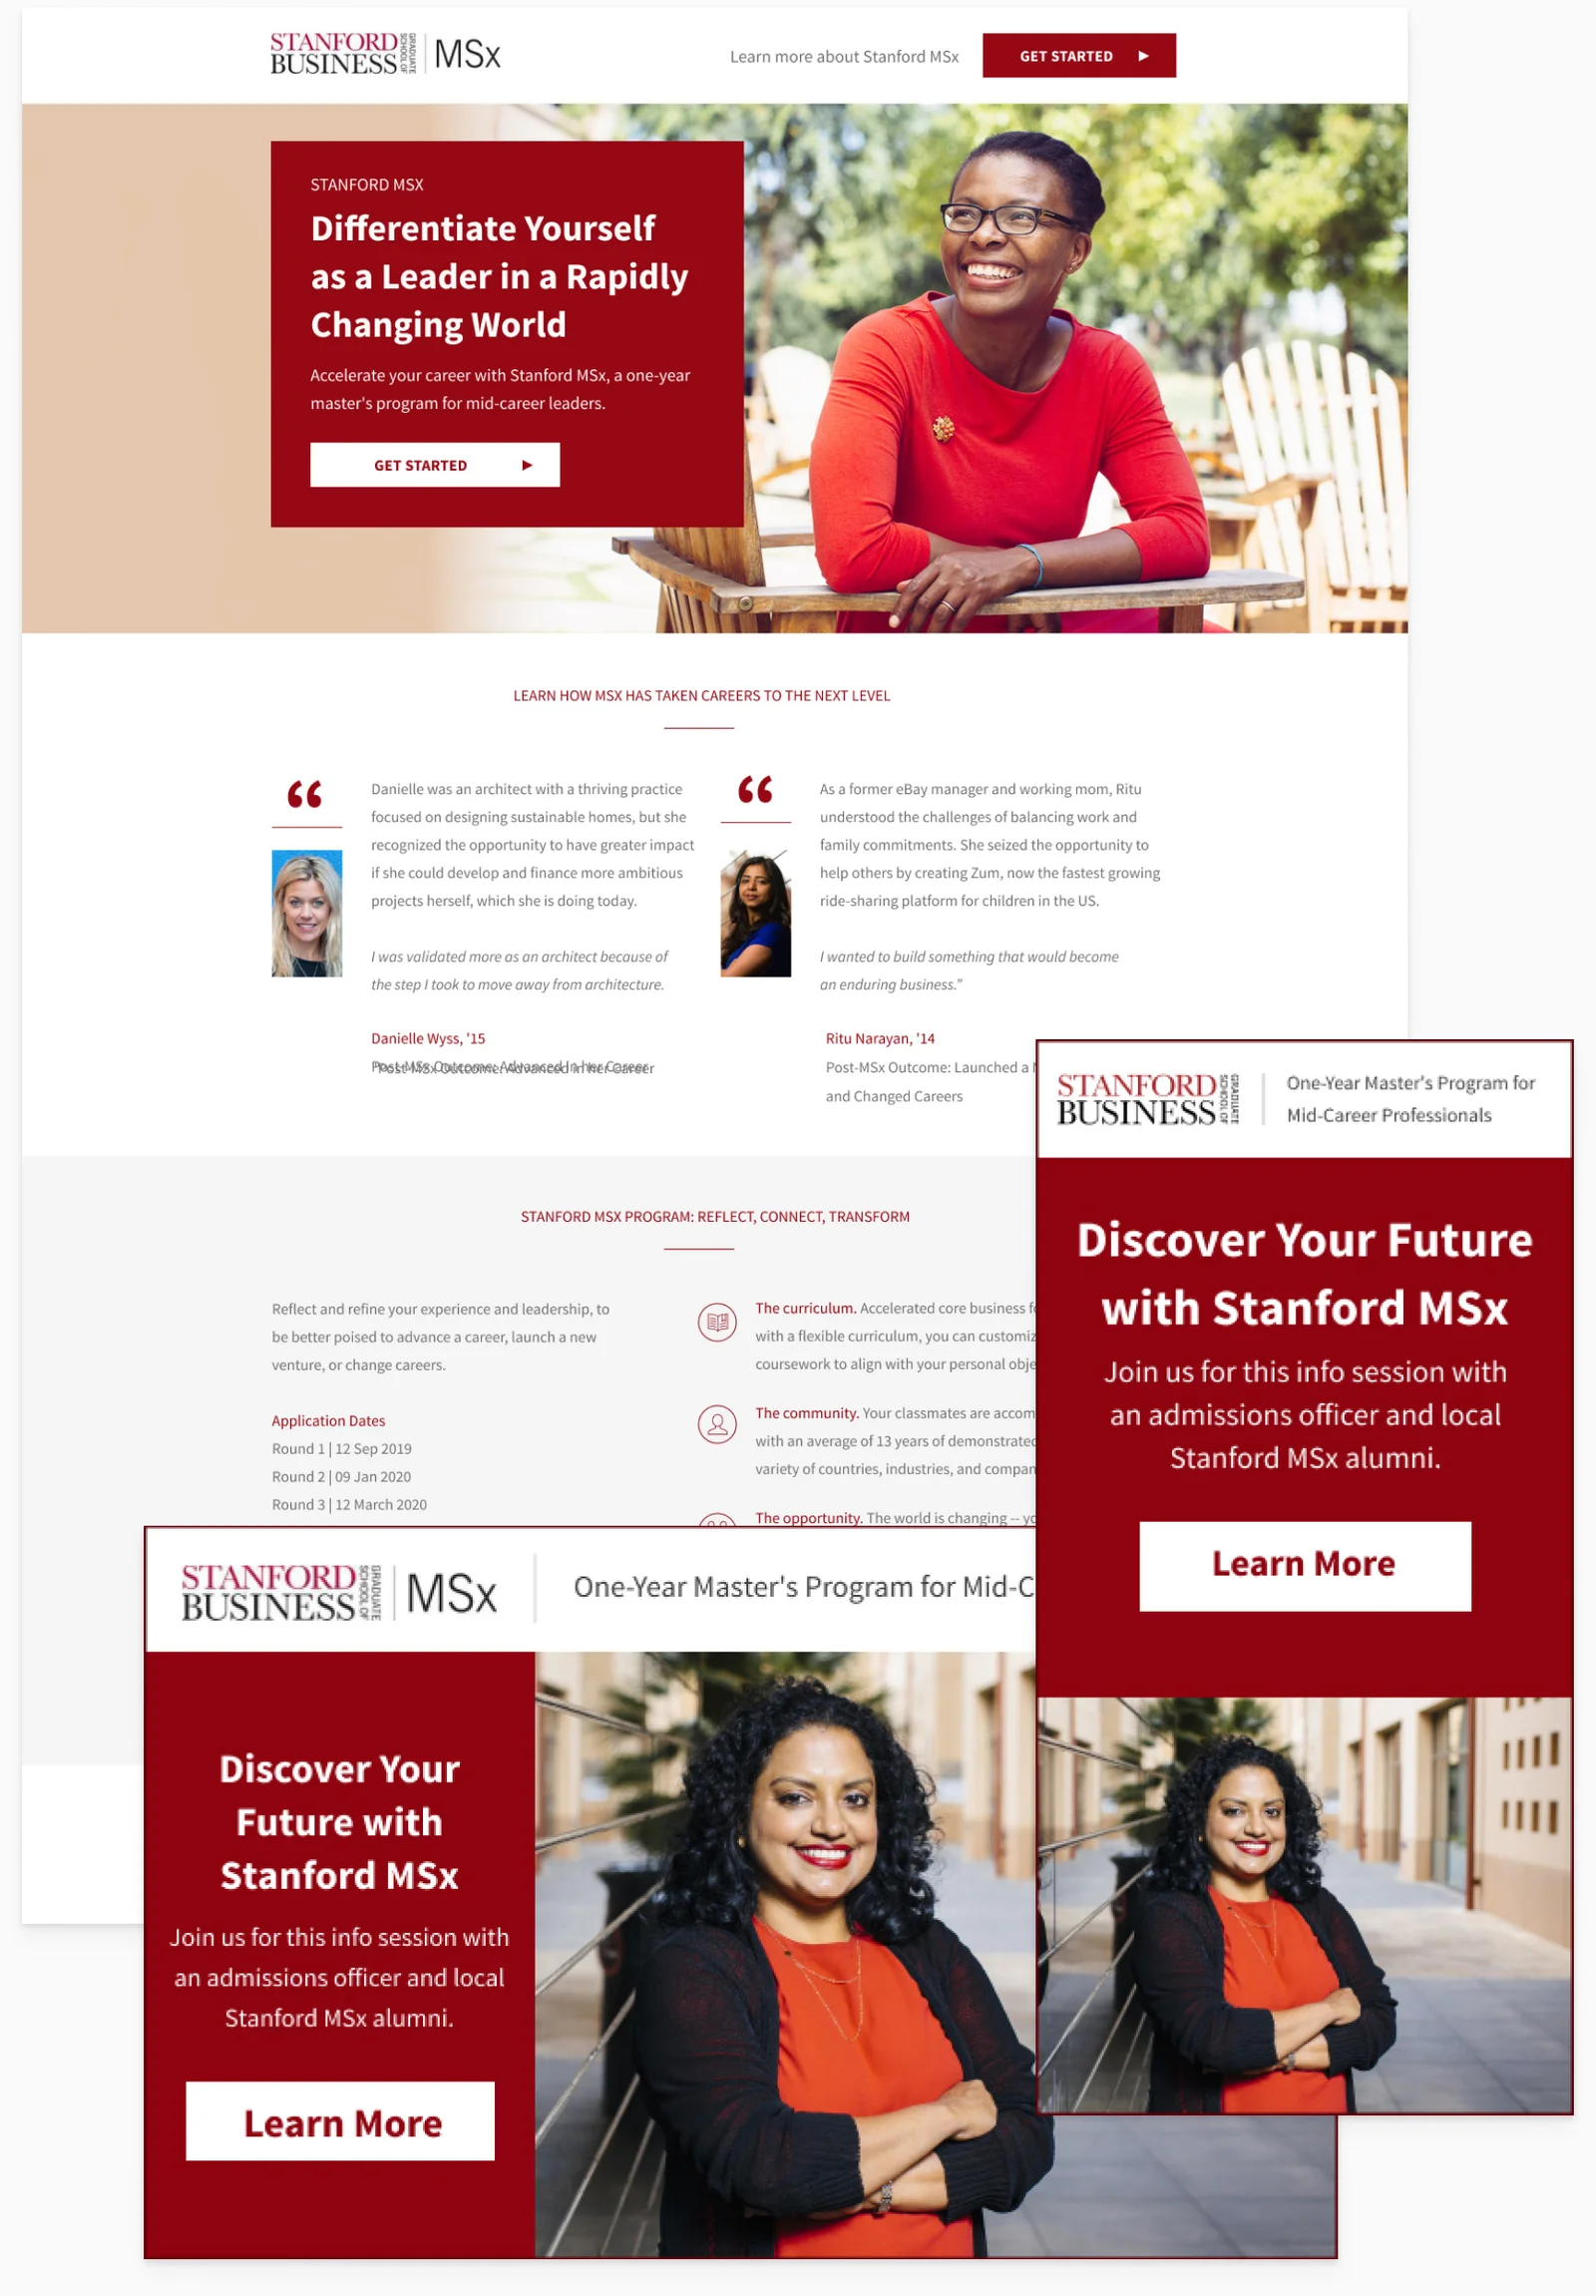 STANFORD
BUSINESS
GRADUATE
SCHOOL OF
MSx
Learn more about Stanford MSx
GET STARTED
STANFORD MSX
Differentiate Yourself
as a Leader in a Rapidly
Changing World
Accelerate your career with Stanford MSx, a one-year
master's program for mid-career leaders.
GET STARTED
LEARN HOW MSX HAS TAKEN CAREERS TO THE NEXT LEVEL
Danielle was an architect with a thriving practice
focused on designing sustainable homes, but she
recognized the opportunity to have greater impact
if she could develop and finance more ambitious
projects herself, which she is doing today.
I was validated more as an architect because of
the step I took to move away from architecture.
Danielle Wyss, '15
Post-MSx Outcome: Advanced In her Career
As a former eBay manager and working mom, Ritu
understood the challenges of balancing work and
family commitments. She seized the opportunity to
help others by creating Zum, now the fastest growing
ride-sharing platform for children in the US.
I wanted to build something that would become
an enduring business.”
Ritu Narayan, '14
Post-MSx Outcome: Launched a
and Changed Careers
STANFORD MSX PROGRAM: REFLECT, CONNECT, TRANSFORM
Reflect and refine your experience and leadership, to
be better poised to advance a career, launch a new
venture, or change careers.
Application Dates
Round 1 | 12 Sep 2019
Round 2 | 09 Jan 2020
Round 3 | 12 March 2020
The curriculum. Accelerated core business
with a flexible curriculum, you can customiz
coursework to align with your personal obje
The community. Your classmates are accom
with an average of 13 years of demonstrated
variety of countries, industries, and compan
The opportunity. The world is changing -- yo
STANFORD
BUSINESS
GRADUATE
SCHOOL OF
One-Year Master's Program for
Mid-Career Professionals
Discover Your Future
with Stanford MSx
Join us for this info session with
an admissions officer and local
Stanford MSx alumni.
Learn More
STANFORD
BUSINESS
GRADUATE
SCHOOL OF
MSx
One-Year Master's Program for Mid-C
Discover Your
Future with
Stanford MSx
Join us for this info session with
an admissions officer and local
Stanford MSx alumni.
Learn More